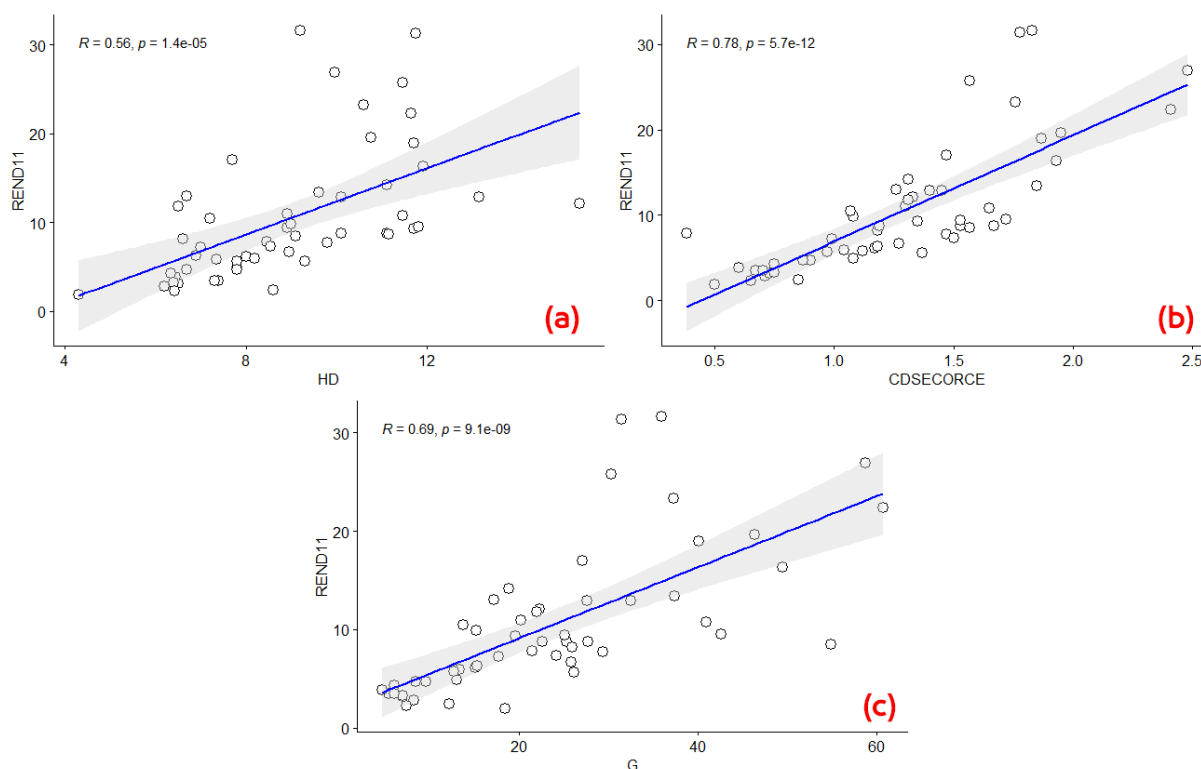 R = 0.56, p = 1.4e-05
30
20
10
0
REND11
4 8 12
HD
(a)
R = 0.78, p = 5.7e-12
30
20
10
0
REND11
0.5 1.0 1.5 2.0 2.5
CDSECORCE
(b)
R = 0.69, p = 9.1e-09
30
20
10
0
REND11
20 40 60
G
(c)